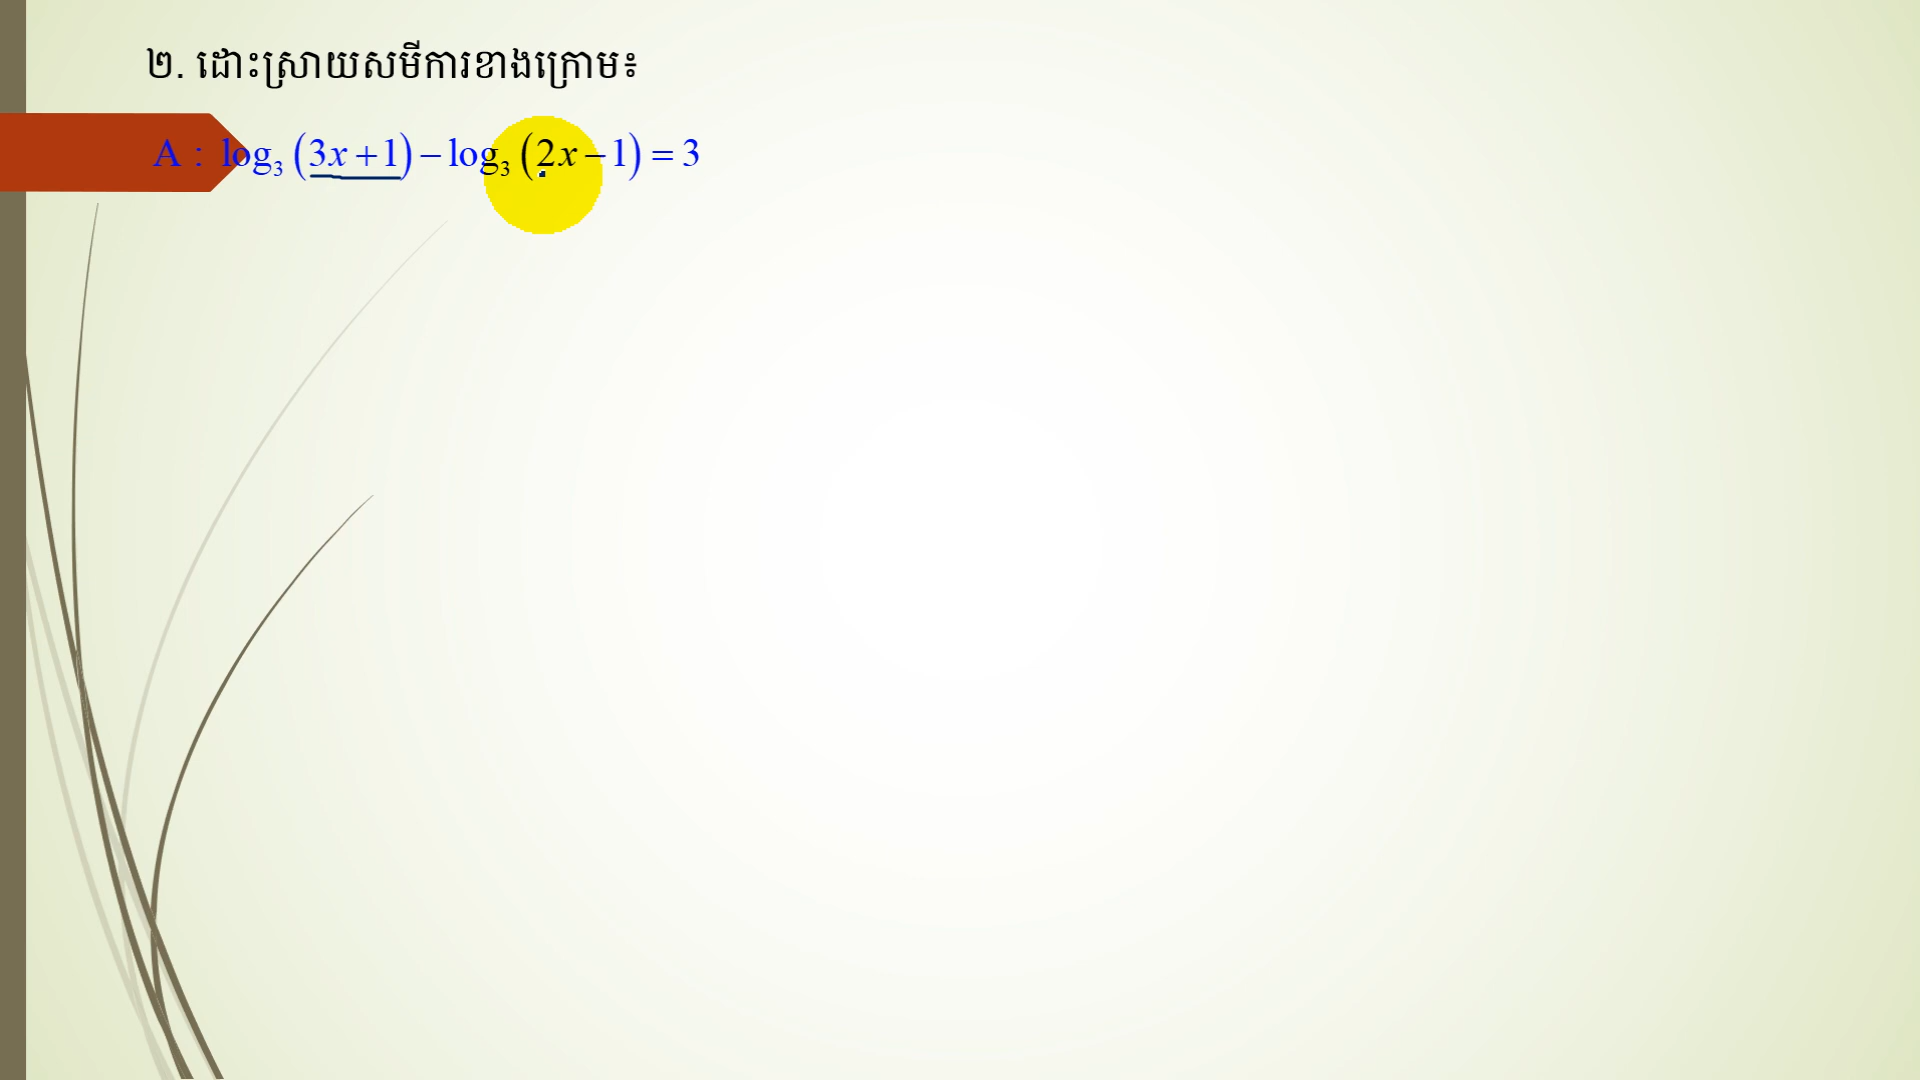 ២. ដោះស្រាយសមីការខាងក្រោម៖
A : log₃ (3x + 1) − log₃ (2x − 1) = 3